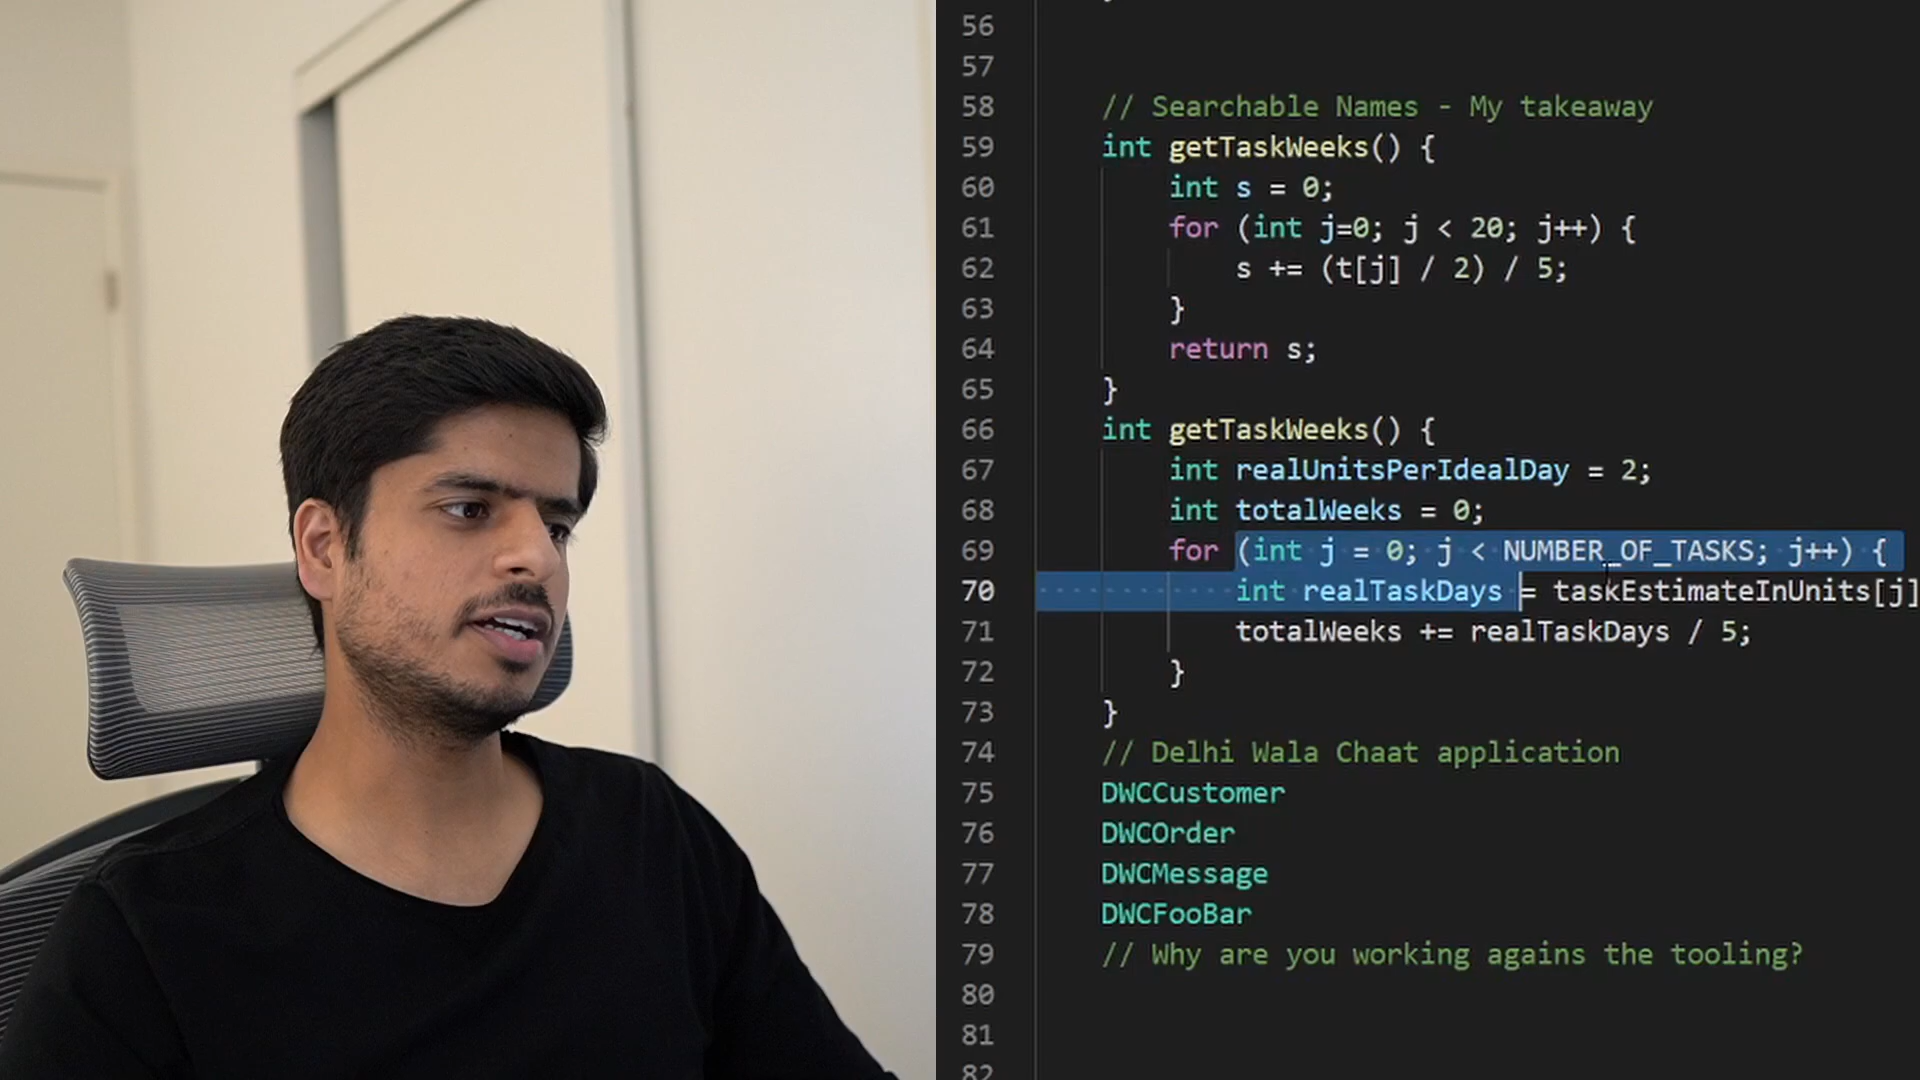 56
57
58 // Searchable Names - My takeaway
59 int getTaskWeeks() {
60 int s = 0;
61 for (int j=0; j < 20; j++) {
62 s += (t[j] / 2) / 5;
63 }
64 return s;
65 }
66 int getTaskWeeks() {
67 int realUnitsPerIdealDay = 2;
68 int totalWeeks = 0;
69 for (int j = 0; j < NUMBER_OF_TASKS; j++) {
70 int realTaskDays = taskEstimateInUnits[j]
71 totalWeeks += realTaskDays / 5;
72 }
73 }
74 // Delhi Wala Chaat application
75 DWCCustomer
76 DWCOrder
77 DWCMessage
78 DWCFooBar
79 // Why are you working agains the tooling?
80
81
82